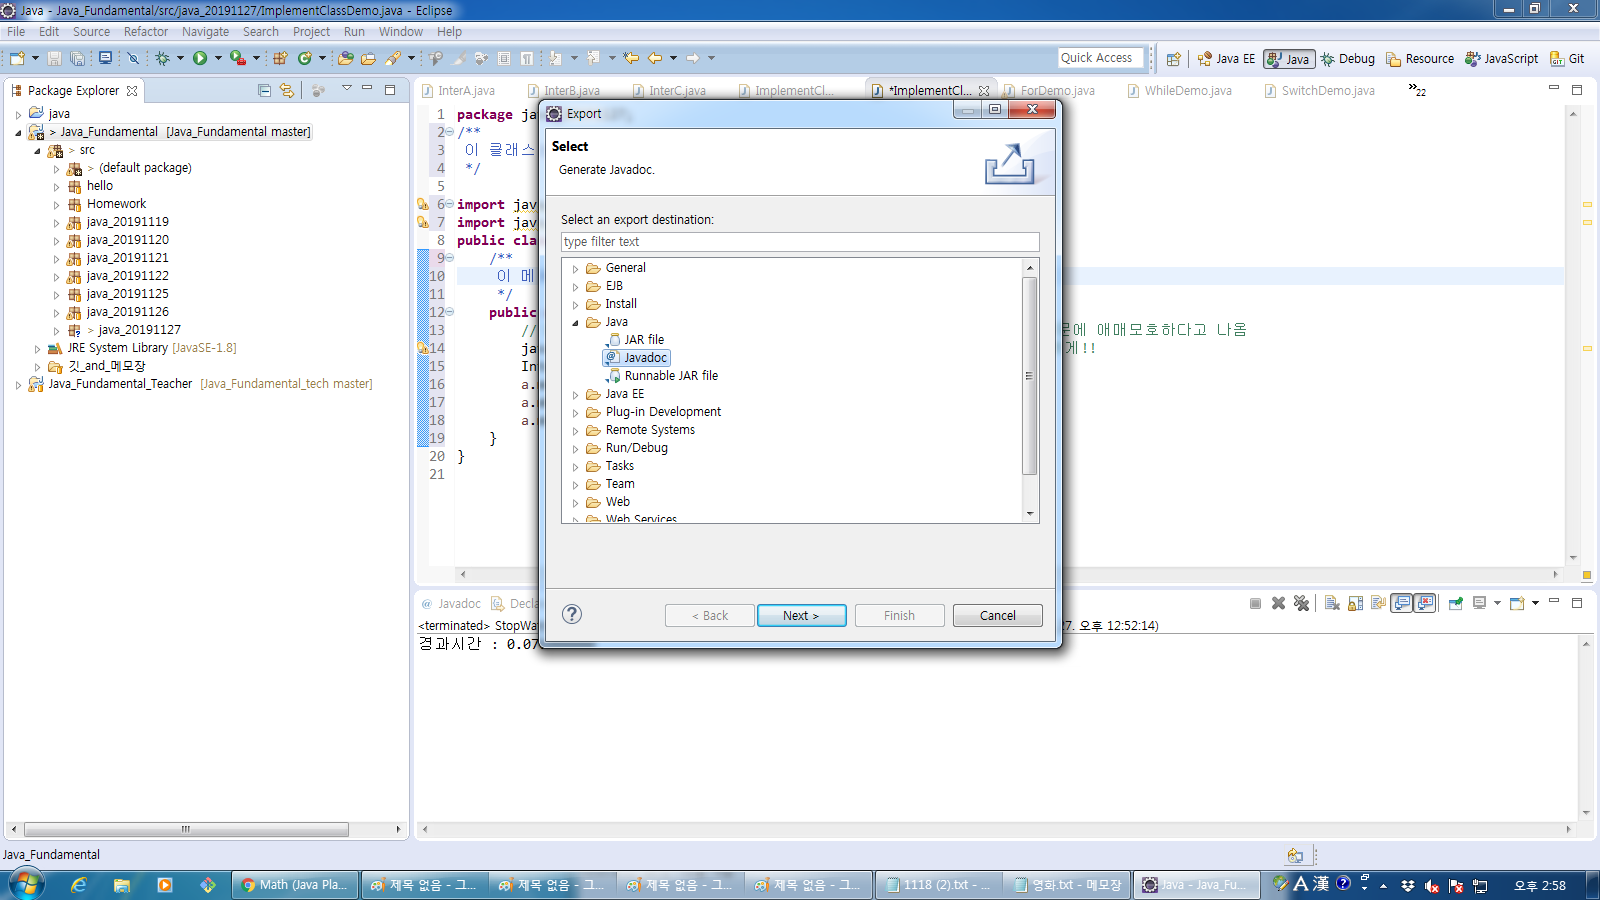 Java - Java_Fundamental/src/java_20191127/ImplementClassDemo.java - Eclipse
File Edit Source Refactor Navigate Search Project Run Window Help
Quick Access
Java EE Java Debug Resource JavaScript Git
Package Explorer
java
> Java_Fundamental [Java_Fundamental master]
> src
> (default package)
hello
Homework
java_20191119
java_20191120
java_20191121
java_20191122
java_20191125
java_20191126
> java_20191127
JRE System Library [JavaSE-1.8]
깃_and_메모장
Java_Fundamental_Teacher [Java_Fundamental_tech master]
InterA.java InterB.java InterC.java ImplementCl... *ImplementCl... ForDemo.java WhileDemo.java SwitchDemo.java »22
1 package ja
2 /**
3 이 클래스
4 */
5
6 import jav
7 import jav
8 public cla
9 /**
10 이 메
11 */
12 public
13 // 문에 애매모호하다고 나옴
14 ja 게!!
15 In
16 a.
17 a.
18 a.
19 }
20 }
21
Export
Select
Generate Javadoc.
Select an export destination:
type filter text
General
EJB
Install
Java
JAR file
Javadoc
Runnable JAR file
Java EE
Plug-in Development
Remote Systems
Run/Debug
Tasks
Team
Web
Web Services
< Back Next > Finish Cancel
@ Javadoc Decla
<terminated> StopWa 27. 오후 12:52:14)
경과시간 : 0.07
Java_Fundamental
Math (Java Pla... 제목 없음 - 그... 제목 없음 - 그... 제목 없음 - 그... 제목 없음 - 그... 1118 (2).txt - ... 영화.txt - 메모장 Java - Java_Fu... A 漢 오후 2:58